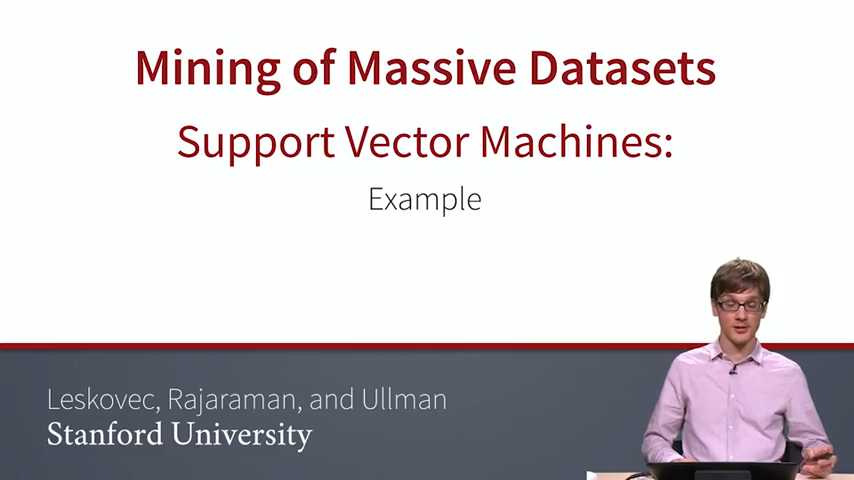 Mining of Massive Datasets
Support Vector Machines:
Example
Leskovec, Rajaraman, and Ullman
Stanford University